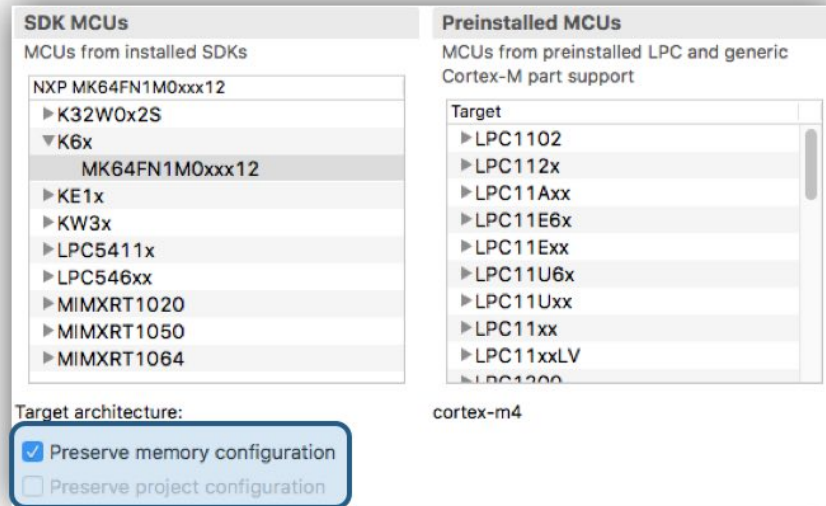 SDK MCUs
MCUs from installed SDKs
NXP MK64FN1M0xxx12
K32W0x2S
K6x
MK64FN1M0xxx12
KE1x
KW3x
LPC5411x
LPC546xx
MIMXRT1020
MIMXRT1050
MIMXRT1064
Preinstalled MCUs
MCUs from preinstalled LPC and generic
Cortex-M part support
Target
LPC1102
LPC112x
LPC11Axx
LPC11E6x
LPC11Exx
LPC11U6x
LPC11Uxx
LPC11xx
LPC11xxLV
LPC1200
Target architecture:
cortex-m4
Preserve memory configuration
Preserve project configuration